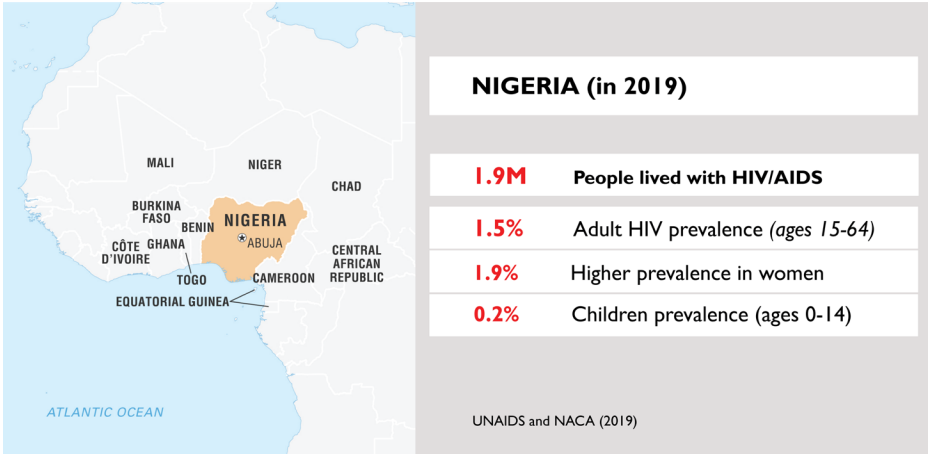 MALI
NIGER
CHAD
BURKINA
FASO
BENIN
NIGERIA
ABUJA
CÔTE
D'IVOIRE
GHANA
TOGO
CAMEROON
CENTRAL
AFRICAN
REPUBLIC
EQUATORIAL GUINEA
ATLANTIC OCEAN
NIGERIA (in 2019)
1.9M People lived with HIV/AIDS
1.5% Adult HIV prevalence (ages 15-64)
1.9% Higher prevalence in women
0.2% Children prevalence (ages 0-14)
UNAIDS and NACA (2019)